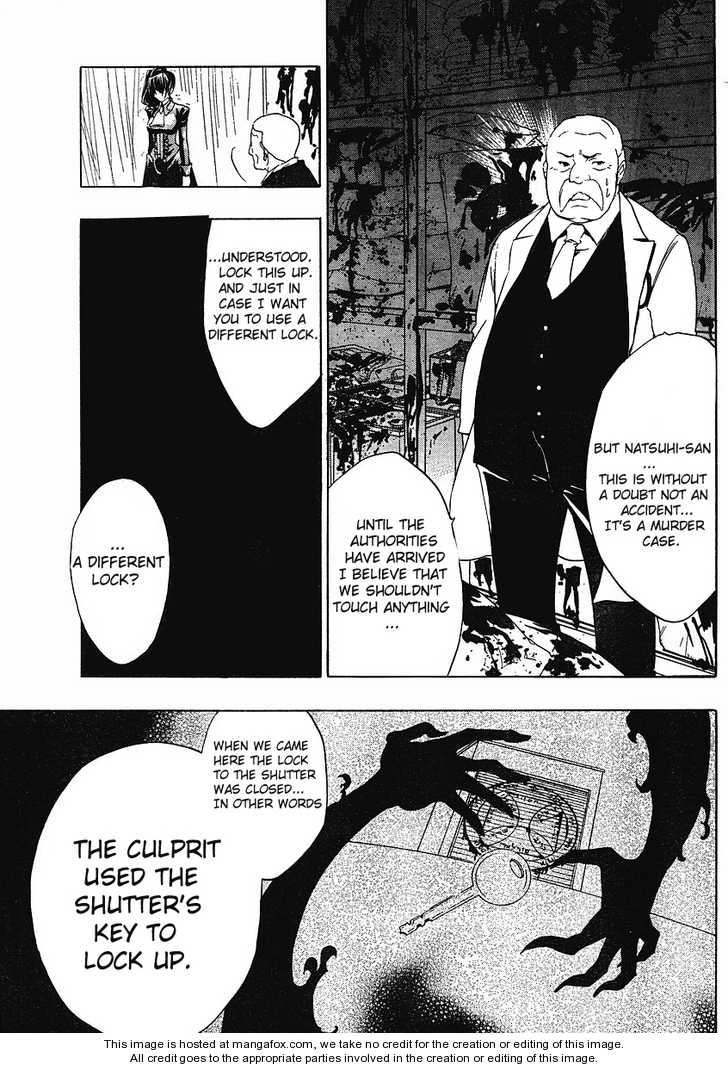 BUT NATSUHI-SAN
...
THIS IS WITHOUT
A DOUBT NOT AN
ACCIDENT...
IT'S A MURDER
CASE.
UNTIL THE
AUTHORITIES
HAVE ARRIVED
I BELIEVE THAT
WE SHOULDN'T
TOUCH ANYTHING
...
...UNDERSTOOD.
LOCK THIS UP.
AND JUST IN
CASE I WANT
YOU TO USE A
DIFFERENT LOCK.
...
A DIFFERENT
LOCK?
WHEN WE CAME
HERE THE LOCK
TO THE SHUTTER
WAS CLOSED...
IN OTHER WORDS
THE CULPRIT
USED THE
SHUTTER'S
KEY TO
LOCK UP.
This image is hosted at mangafox.com, we take no credit for the creation or editing of this image.
All credit goes to the appropriate parties involved in the creation or editing of this image.